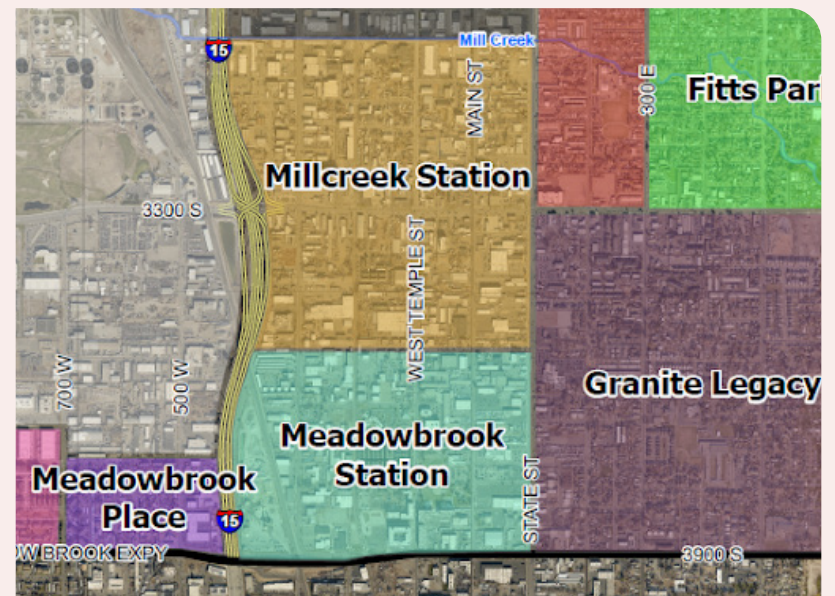 15
Mill Creek
MAIN ST
300 E
Fitts Par
Millcreek Station
3300 S
WEST TEMPLE ST
700 W
500 W
Granite Legacy
Meadowbrook
Station
Meadowbrook
Place
STATE ST
15
OW BROOK EXPY
3900 S